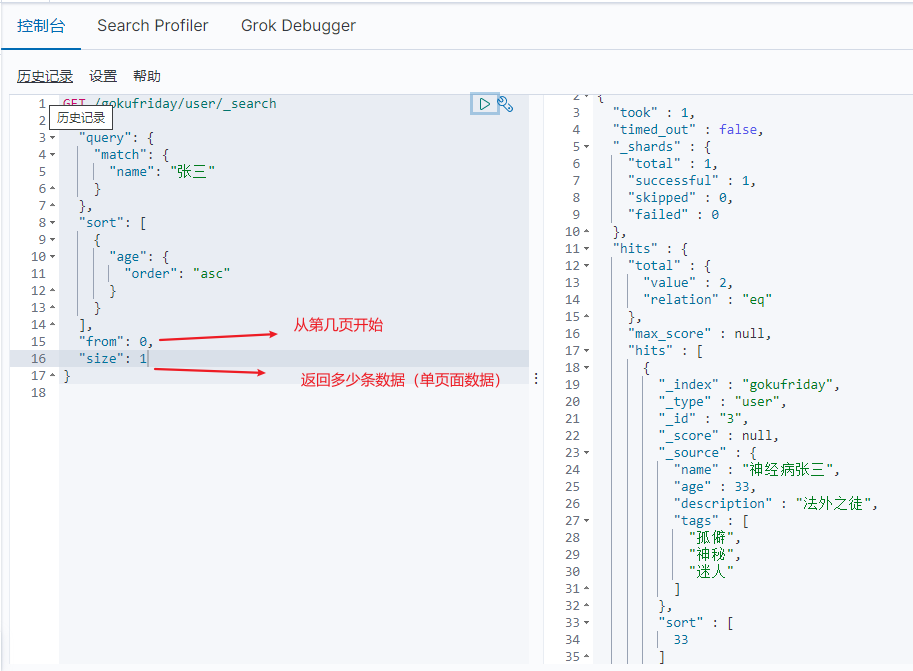 控制台 Search Profiler Grok Debugger
历史记录 设置 帮助
1 GET /gokufriday/user/_search
2
历史记录
3 "query": {
4 "match": {
5 "name": "张三"
6 }
7 },
8 "sort": [
9 {
10 "age": {
11 "order": "asc"
12 }
13 }
14 ],
15 "from": 0,
从第几页开始
16 "size": 1
返回多少条数据（单页面数据）
17 }
18
2 {
3 "took" : 1,
4 "timed_out" : false,
5 "_shards" : {
6 "total" : 1,
7 "successful" : 1,
8 "skipped" : 0,
9 "failed" : 0
10 },
11 "hits" : {
12 "total" : {
13 "value" : 2,
14 "relation" : "eq"
15 },
16 "max_score" : null,
17 "hits" : [
18 {
19 "_index" : "gokufriday",
20 "_type" : "user",
21 "_id" : "3",
22 "_score" : null,
23 "_source" : {
24 "name" : "神经病张三",
25 "age" : 33,
26 "description" : "法外之徒",
27 "tags" : [
28 "孤僻",
29 "神秘",
30 "迷人"
31 ]
32 },
33 "sort" : [
34 33
35 ]